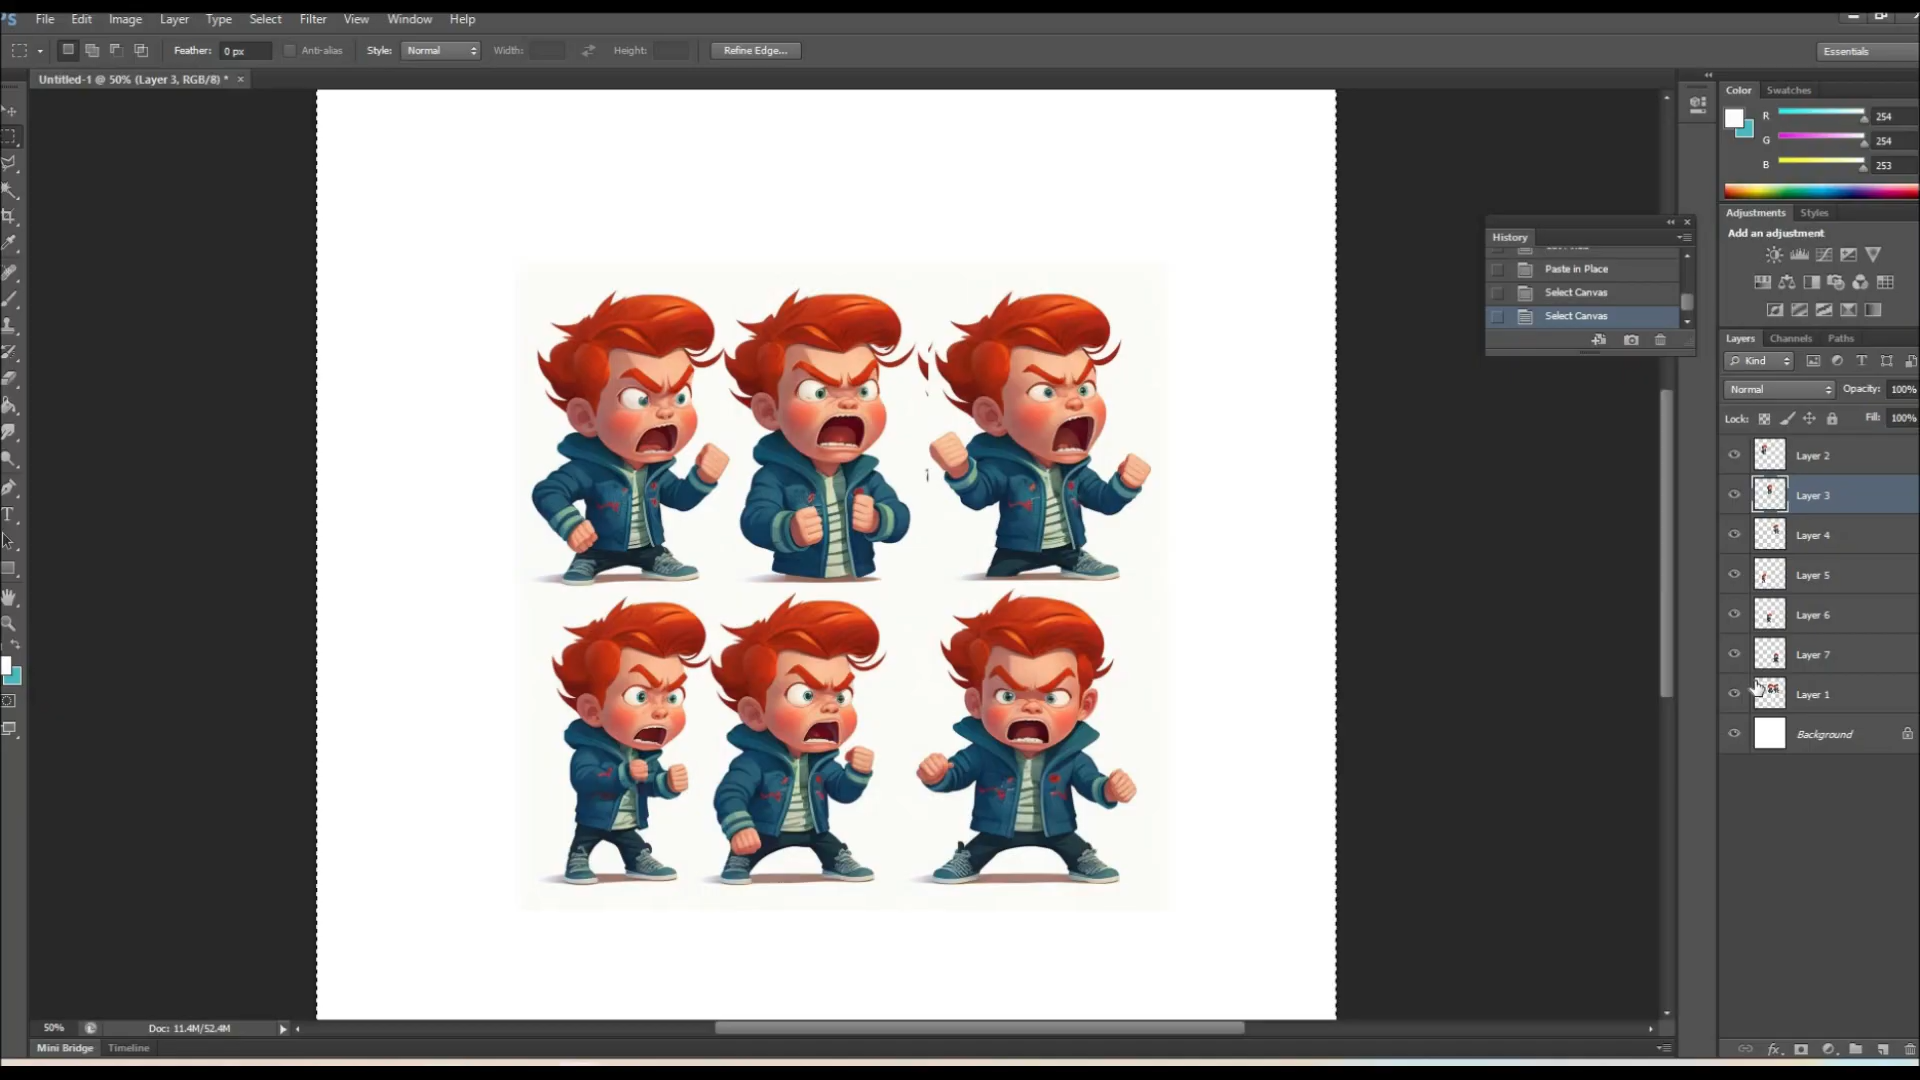 File Edit Image Layer Type Select Filter View Window Help
Feather: 0 px Anti-alias Style: Normal Width: Height: Refine Edge... Essentials
Untitled-1 @ 50% (Layer 3, RGB/8) * ×
Color Swatches
R 254
G 254
B 253
Adjustments Styles
Add an adjustment
History
Paste in Place
Select Canvas
Select Canvas
Layers Channels Paths
Kind
Normal Opacity: 100%
Lock: Fill: 100%
Layer 2
Layer 3
Layer 4
Layer 5
Layer 6
Layer 7
Layer 1
Background
50% Doc: 11.4M/52.4M
Mini Bridge Timeline